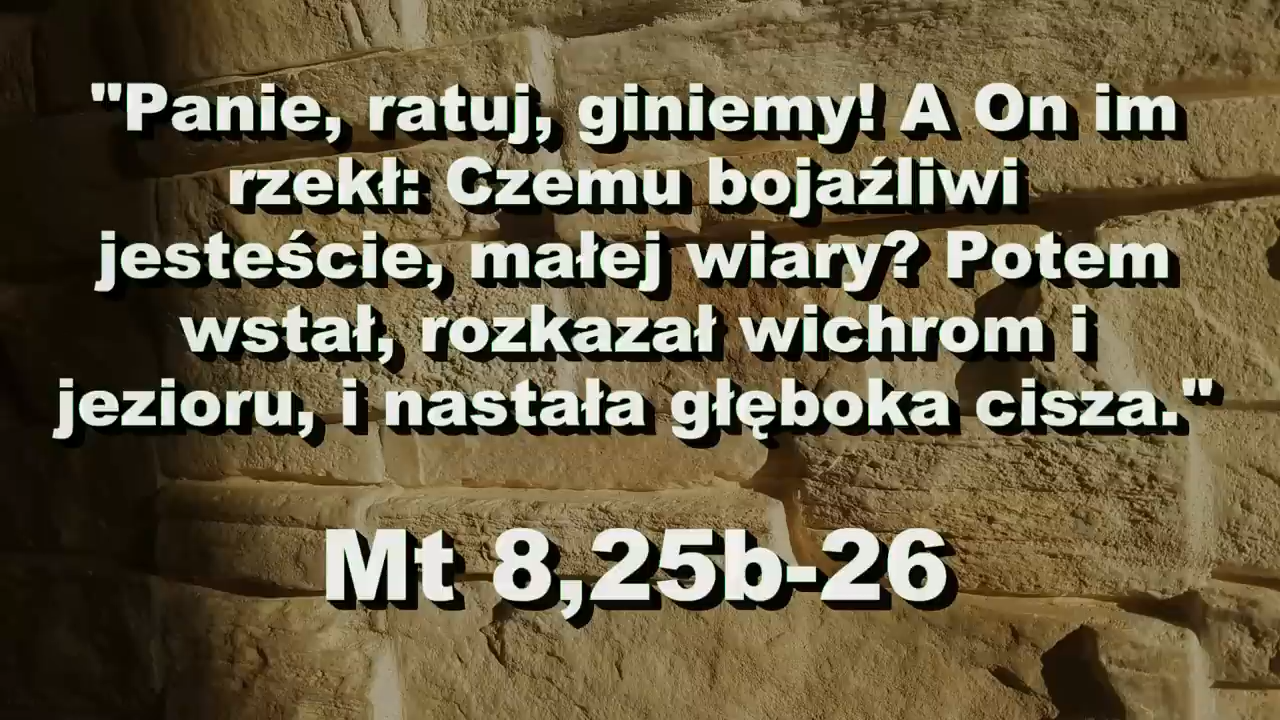 "Panie, ratuj, giniemy! A On im
rzekł: Czemu bojaźliwi
jesteście, małej wiary? Potem
wstał, rozkazał wichrom i
jezioru, i nastała głęboka cisza."
Mt 8,25b-26